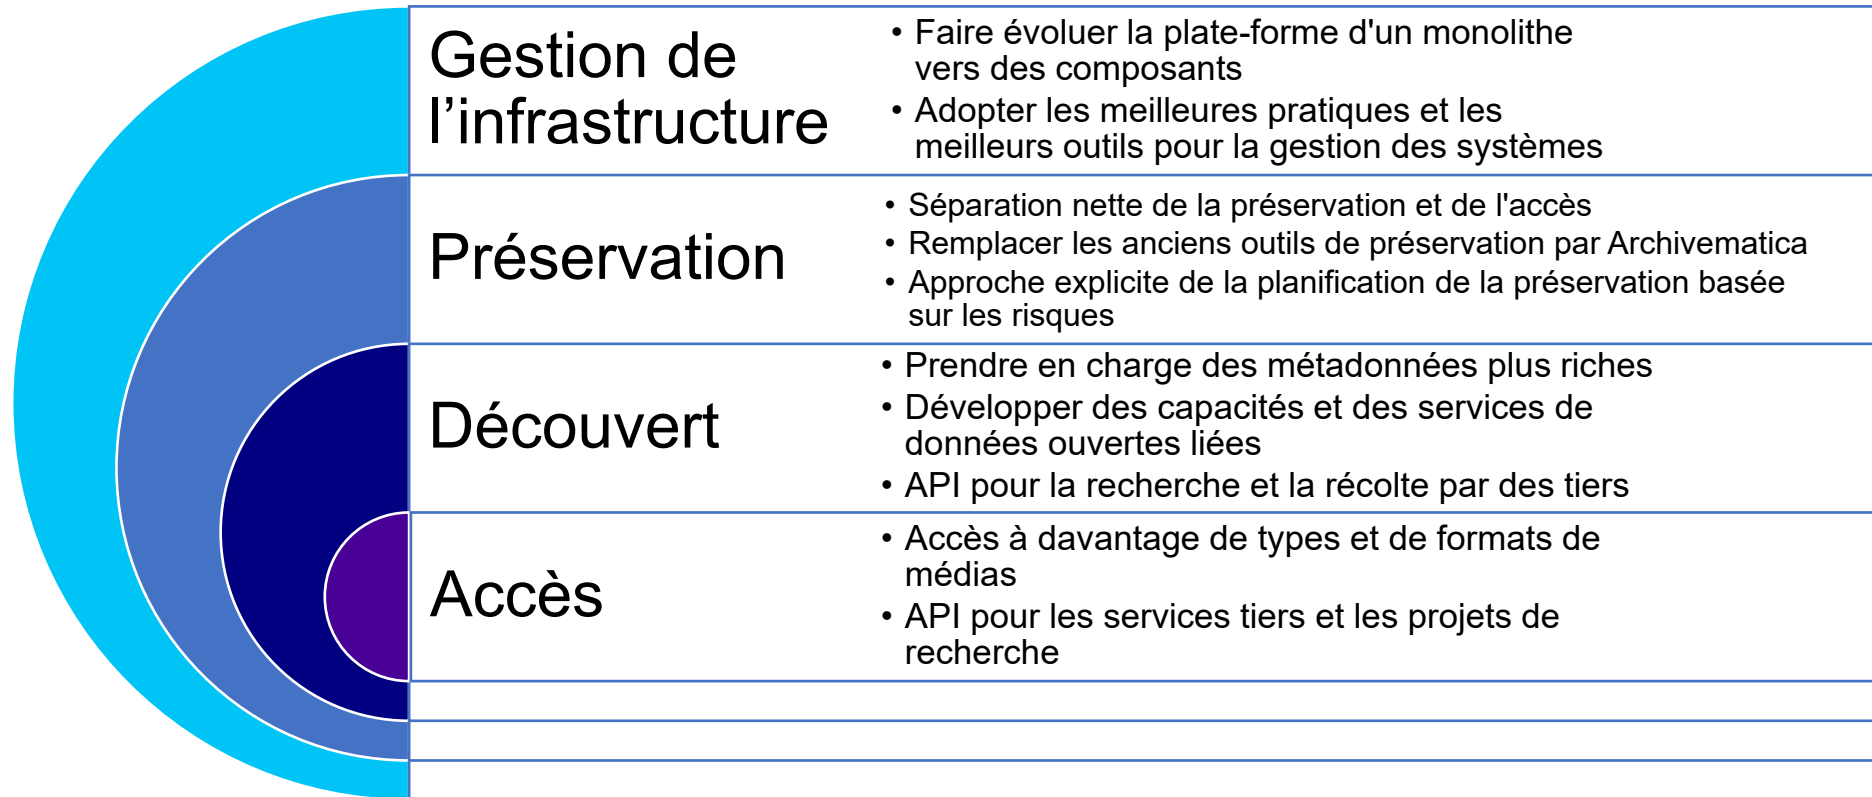 Gestion de
l’infrastructure
• Faire évoluer la plate-forme d'un monolithe
vers des composants
• Adopter les meilleures pratiques et les
meilleurs outils pour la gestion des systèmes
Préservation
• Séparation nette de la préservation et de l'accès
• Remplacer les anciens outils de préservation par Archivematica
• Approche explicite de la planification de la préservation basée
sur les risques
Découvert
• Prendre en charge des métadonnées plus riches
• Développer des capacités et des services de
données ouvertes liées
• API pour la recherche et la récolte par des tiers
Accès
• Accès à davantage de types et de formats de
médias
• API pour les services tiers et les projets de
recherche